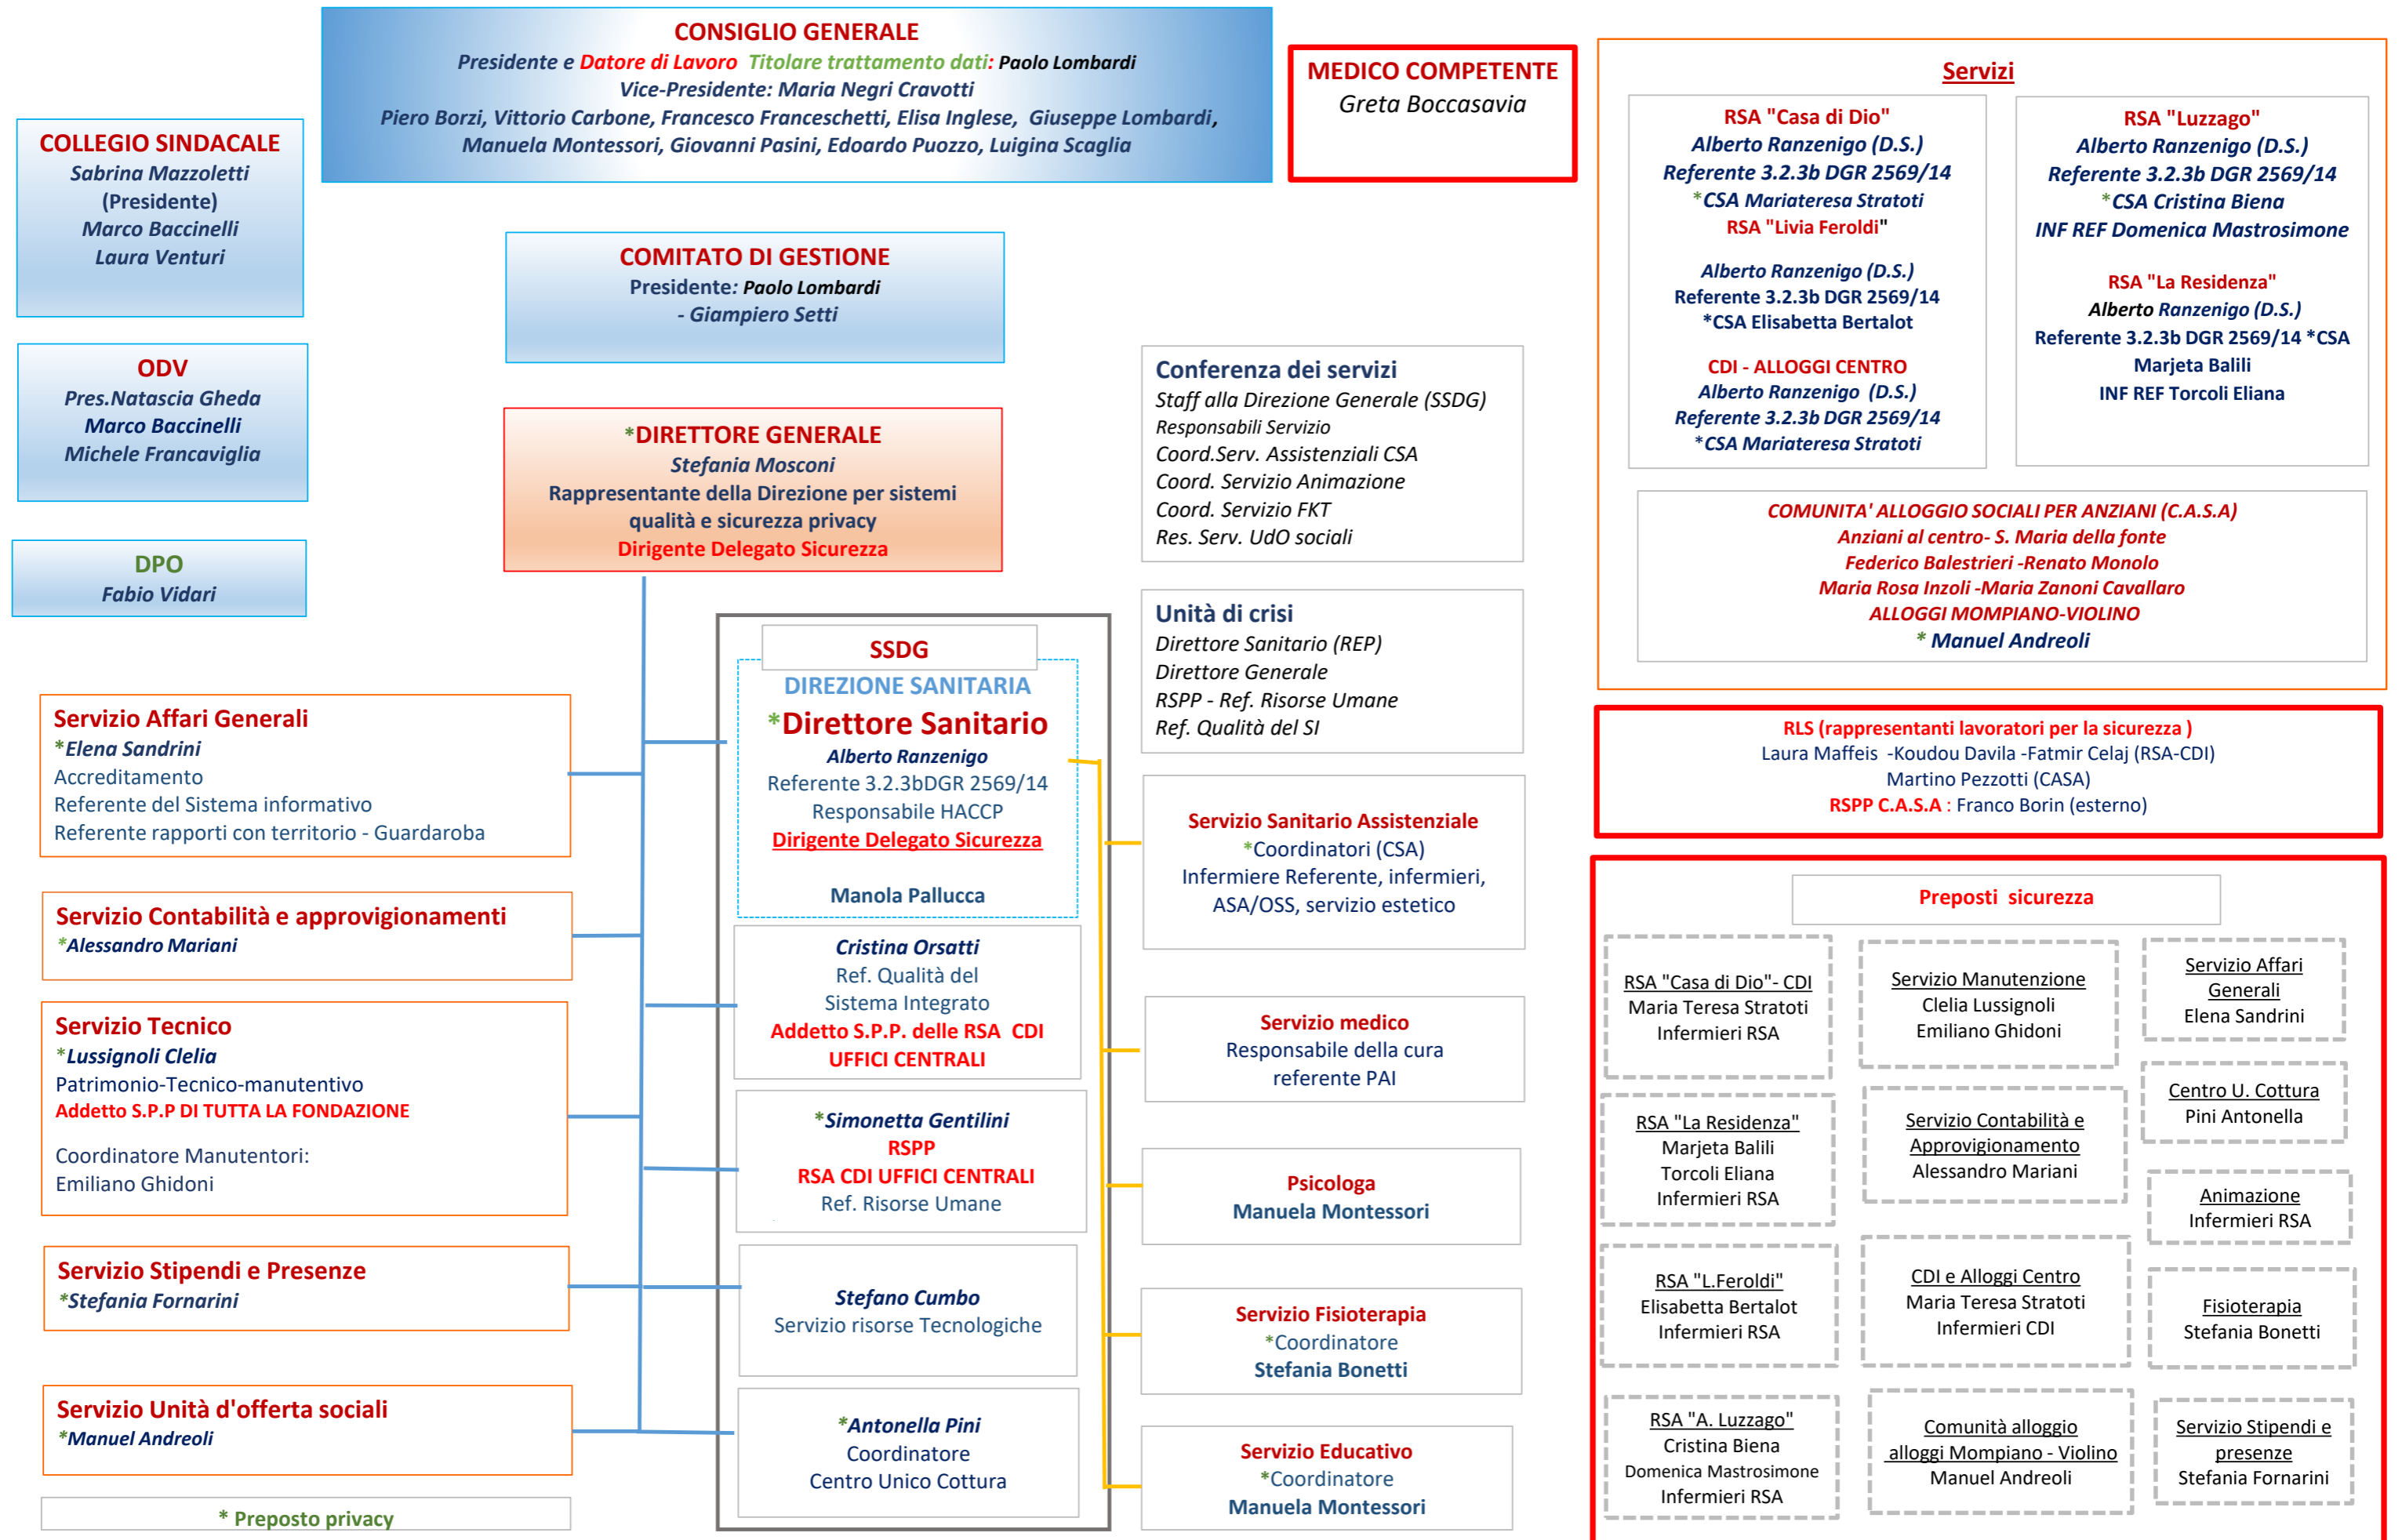 CONSIGLIO GENERALE
Presidente e Datore di Lavoro Titolare trattamento dati: Paolo Lombardi
Vice-Presidente: Maria Negri Cravotti
Piero Borzi, Vittorio Carbone, Francesco Franceschetti, Elisa Inglese, Giuseppe Lombardi,
Manuela Montessori, Giovanni Pasini, Edoardo Puozzo, Luigina Scaglia
MEDICO COMPETENTE
Greta Boccasavia
COLLEGIO SINDACALE
Sabrina Mazzoletti
(Presidente)
Marco Baccinelli
Laura Venturi
ODV
Pres.Natascia Gheda
Marco Baccinelli
Michele Francaviglia
DPO
Fabio Vidari
COMITATO DI GESTIONE
Presidente: Paolo Lombardi
- Giampiero Setti
*DIRETTORE GENERALE
Stefania Mosconi
Rappresentante della Direzione per sistemi
qualità e sicurezza privacy
Dirigente Delegato Sicurezza
Conferenza dei servizi
Staff alla Direzione Generale (SSDG)
Responsabili Servizio
Coord.Serv. Assistenziali CSA
Coord. Servizio Animazione
Coord. Servizio FKT
Res. Serv. UdO sociali
Unità di crisi
Direttore Sanitario (REP)
Direttore Generale
RSPP - Ref. Risorse Umane
Ref. Qualità del SI
Servizio Affari Generali
*Elena Sandrini
Accreditamento
Referente del Sistema informativo
Referente rapporti con territorio - Guardaroba
Servizio Contabilità e approvigionamenti
*Alessandro Mariani
Servizio Tecnico
*Lussignoli Clelia
Patrimonio-Tecnico-manutentivo
Addetto S.P.P DI TUTTA LA FONDAZIONE
Coordinatore Manutentori:
Emiliano Ghidoni
Servizio Stipendi e Presenze
*Stefania Fornarini
Servizio Unità d'offerta sociali
*Manuel Andreoli
* Preposto privacy
SSDG
DIREZIONE SANITARIA
*Direttore Sanitario
Alberto Ranzenigo
Referente 3.2.3bDGR 2569/14
Responsabile HACCP
Dirigente Delegato Sicurezza
Manola Pallucca
Cristina Orsatti
Ref. Qualità del
Sistema Integrato
Addetto S.P.P. delle RSA CDI
UFFICI CENTRALI
*Simonetta Gentilini
RSPP
RSA CDI UFFICI CENTRALI
Ref. Risorse Umane
Stefano Cumbo
Servizio risorse Tecnologiche
*Antonella Pini
Coordinatore
Centro Unico Cottura
Servizio Sanitario Assistenziale
*Coordinatori (CSA)
Infermiere Referente, infermieri,
ASA/OSS, servizio estetico
Servizio medico
Responsabile della cura
referente PAI
Psicologa
Manuela Montessori
Servizio Fisioterapia
*Coordinatore
Stefania Bonetti
Servizio Educativo
*Coordinatore
Manuela Montessori
Servizi
RSA "Casa di Dio"
Alberto Ranzenigo (D.S.)
Referente 3.2.3b DGR 2569/14
*CSA Mariateresa Stratoti
RSA "Livia Feroldi"
Alberto Ranzenigo (D.S.)
Referente 3.2.3b DGR 2569/14
*CSA Elisabetta Bertalot
CDI - ALLOGGI CENTRO
Alberto Ranzenigo (D.S.)
Referente 3.2.3b DGR 2569/14
*CSA Mariateresa Stratoti
RSA "Luzzago"
Alberto Ranzenigo (D.S.)
Referente 3.2.3b DGR 2569/14
*CSA Cristina Biena
INF REF Domenica Mastrosimone
RSA "La Residenza"
Alberto Ranzenigo (D.S.)
Referente 3.2.3b DGR 2569/14 *CSA
Marjeta Balili
INF REF Torcoli Eliana
COMUNITA' ALLOGGIO SOCIALI PER ANZIANI (C.A.S.A)
Anziani al centro- S. Maria della fonte
Federico Balestrieri -Renato Monolo
Maria Rosa Inzoli -Maria Zanoni Cavallaro
ALLOGGI MOMPIANO-VIOLINO
* Manuel Andreoli
RLS (rappresentanti lavoratori per la sicurezza )
Laura Maffeis -Koudou Davila -Fatmir Celaj (RSA-CDI)
Martino Pezzotti (CASA)
RSPP C.A.S.A : Franco Borin (esterno)
Preposti sicurezza
RSA "Casa di Dio"- CDI
Maria Teresa Stratoti
Infermieri RSA
RSA "La Residenza"
Marjeta Balili
Torcoli Eliana
Infermieri RSA
RSA "L.Feroldi"
Elisabetta Bertalot
Infermieri RSA
RSA "A. Luzzago"
Cristina Biena
Domenica Mastrosimone
Infermieri RSA
Servizio Manutenzione
Clelia Lussignoli
Emiliano Ghidoni
Servizio Contabilità e
Approvigionamento
Alessandro Mariani
CDI e Alloggi Centro
Maria Teresa Stratoti
Infermieri CDI
Comunità alloggio
alloggi Mompiano - Violino
Manuel Andreoli
Servizio Affari
Generali
Elena Sandrini
Centro U. Cottura
Pini Antonella
Animazione
Infermieri RSA
Fisioterapia
Stefania Bonetti
Servizio Stipendi e
presenze
Stefania Fornarini